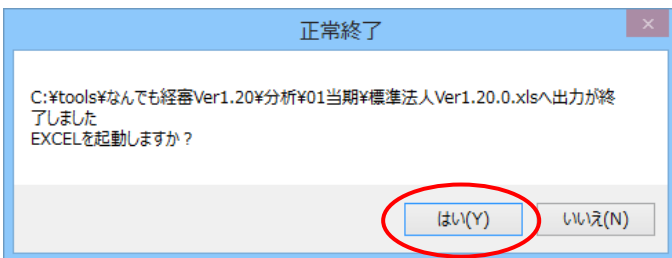 正常終了
C:¥tools¥なんでも経審Ver1.20¥分析¥01当期¥標準法人Ver1.20.0.xlsへ出力が終
了しました
EXCELを起動しますか？
はい(Y) いいえ(N)